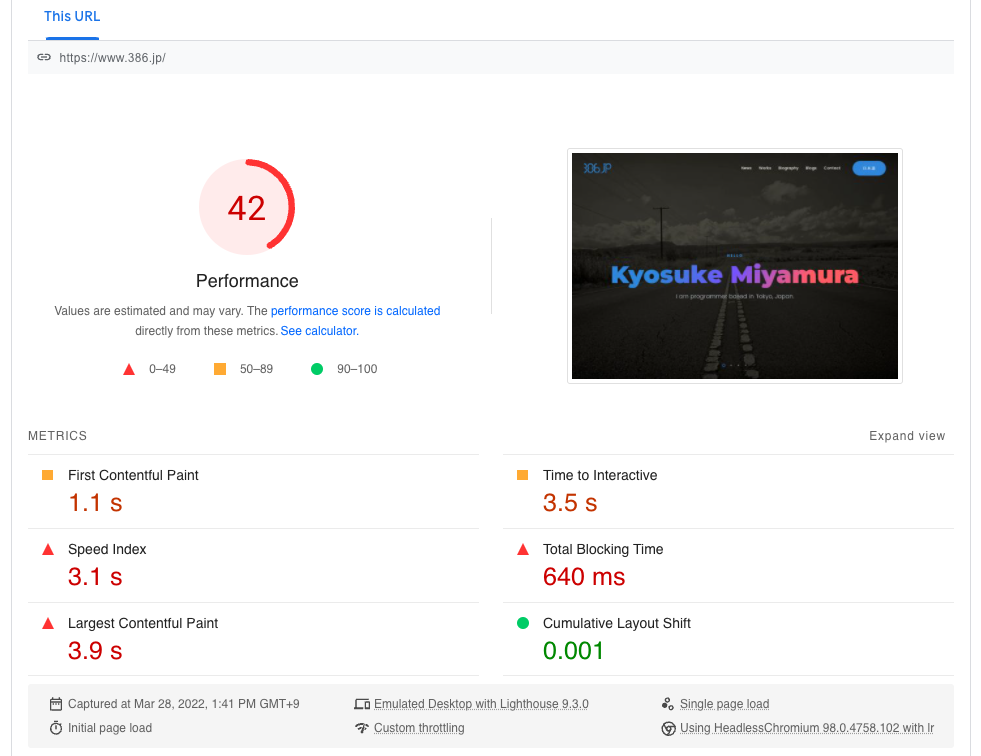 This URL
https://www.386.jp/
42
Performance
Values are estimated and may vary. The performance score is calculated
directly from these metrics. See calculator.
0–49 50–89 90–100
386.JP
News Works Biography Blogs Contact
HELLO!
Kyosuke Miyamura
I am programmer based in Tokyo, Japan.
METRICS
Expand view
First Contentful Paint
1.1 s
Time to Interactive
3.5 s
Speed Index
3.1 s
Total Blocking Time
640 ms
Largest Contentful Paint
3.9 s
Cumulative Layout Shift
0.001
Captured at Mar 28, 2022, 1:41 PM GMT+9
Emulated Desktop with Lighthouse 9.3.0
Single page load
Initial page load
Custom throttling
Using HeadlessChromium 98.0.4758.102 with lr